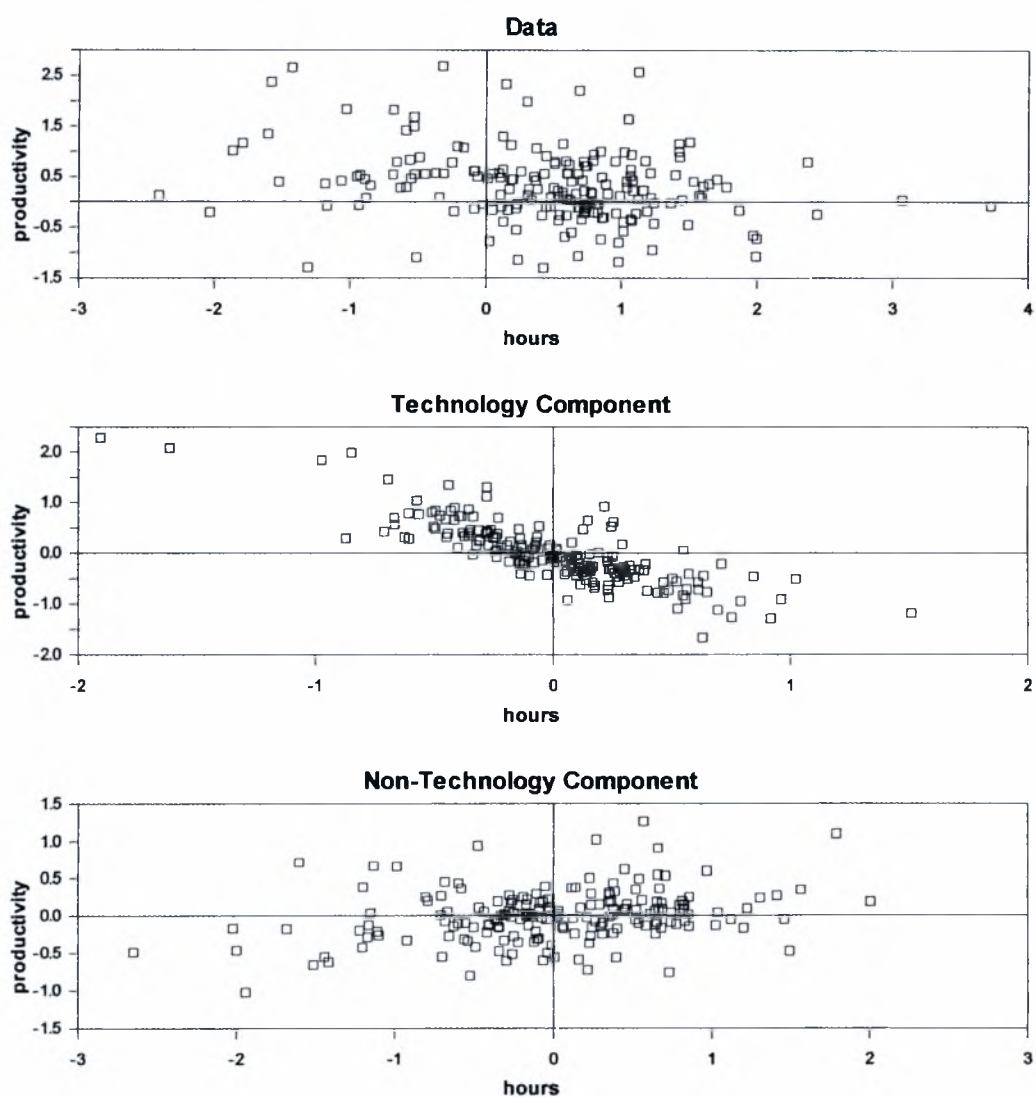 Data
2.5
1.5
0.5
-0.5
-1.5
productivity
-3 -2 -1 0 1 2 3 4
hours
Technology Component
2.0
1.0
0.0
-1.0
-2.0
productivity
-2 -1 0 1 2
hours
Non-Technology Component
1.5
1.0
0.5
0.0
-0.5
-1.0
-1.5
productivity
-3 -2 -1 0 1 2 3
hours